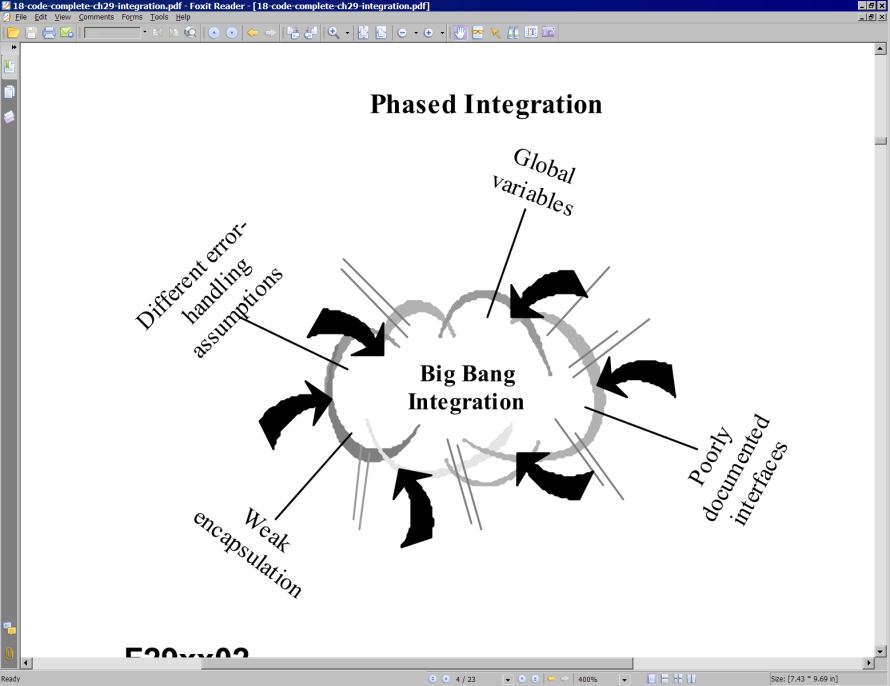 18-code-complete-ch29-integration.pdf - Foxit Reader - [18-code-complete-ch29-integration.pdf]
File Edit View Comments Forms Tools Help
Phased Integration
Global
variables
Different error-
handling
assumptions
Big Bang
Integration
Poorly
documented
interfaces
Weak
encapsulation
F29xx02
Ready
4 / 23
400%
Size: [7.43 * 9.69 in]